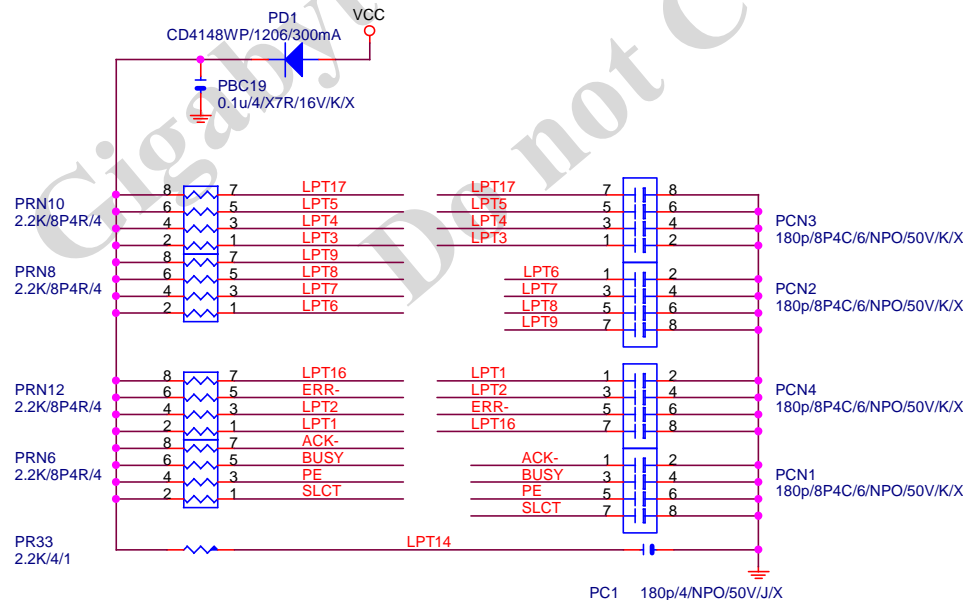 Gigabyt
Do not C
VCC
PD1
CD4148WP/1206/300mA
PBC19
0.1u/4/X7R/16V/K/X
PRN10
2.2K/8P4R/4
8 7 LPT17
6 5 LPT5
4 3 LPT4
2 1 LPT3
PRN8
2.2K/8P4R/4
8 7 LPT9
6 5 LPT8
4 3 LPT7
2 1 LPT6
LPT17 7 8
LPT5 5 6
LPT4 3 4
LPT3 1 2
PCN3
180p/8P4C/6/NPO/50V/K/X
LPT6 1 2
LPT7 3 4
LPT8 5 6
LPT9 7 8
PCN2
180p/8P4C/6/NPO/50V/K/X
PRN12
2.2K/8P4R/4
8 7 LPT16
6 5 ERR-
4 3 LPT2
2 1 LPT1
PRN6
2.2K/8P4R/4
8 7 ACK-
6 5 BUSY
4 3 PE
2 1 SLCT
LPT1 1 2
LPT2 3 4
ERR- 5 6
LPT16 7 8
PCN4
180p/8P4C/6/NPO/50V/K/X
ACK- 1 2
BUSY 3 4
PE 5 6
SLCT 7 8
PCN1
180p/8P4C/6/NPO/50V/K/X
PR33
2.2K/4/1
LPT14
PC1 180p/4/NPO/50V/J/X